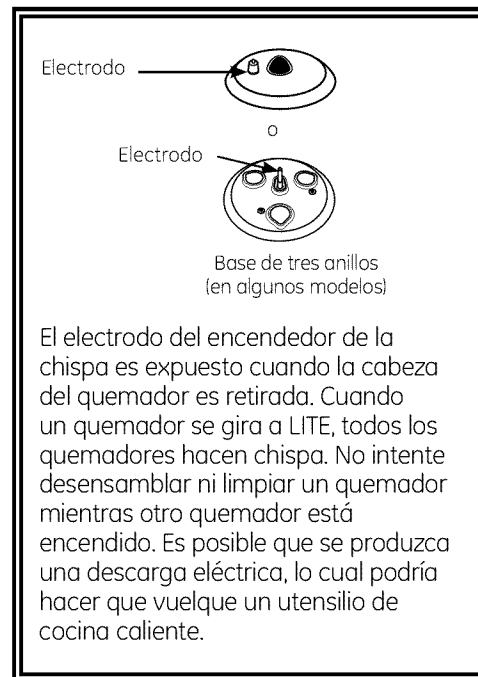 Electrodo
o
Electrodo
Base de tres anillos
(en algunos modelos)
El electrodo del encendedor de la
chispa es expuesto cuando la cabeza
del quemador es retirada. Cuando
un quemador se gira a LITE, todos los
quemadores hacen chispa. No intente
desensamblar ni limpiar un quemador
mientras otro quemador está
encendido. Es posible que se produzca
una descarga eléctrica, lo cual podría
hacer que vuelque un utensilio de
cocina caliente.